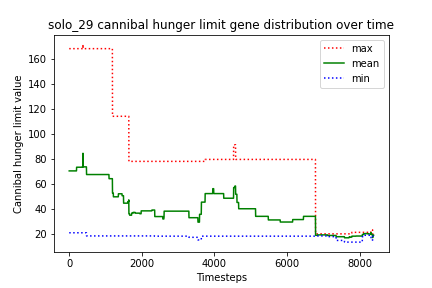 solo_29 cannibal hunger limit gene distribution over time
max
mean
min
Cannibal hunger limit value
160
140
120
100
80
60
40
20
0
2000
4000
6000
8000
Timesteps